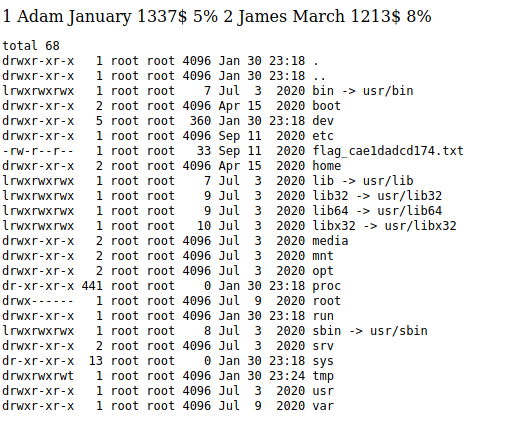 1 Adam January 1337$ 5% 2 James March 1213$ 8%
total 68
drwxr-xr-x   1 root root 4096 Jan 30 23:18 .
drwxr-xr-x   1 root root 4096 Jan 30 23:18 ..
lrwxrwxrwx   1 root root    7 Jul  3  2020 bin -> usr/bin
drwxr-xr-x   2 root root 4096 Apr 15  2020 boot
drwxr-xr-x   5 root root  360 Jan 30 23:18 dev
drwxr-xr-x   1 root root 4096 Sep 11  2020 etc
-rw-r--r--   1 root root   33 Sep 11  2020 flag_cae1dadcd174.txt
drwxr-xr-x   2 root root 4096 Apr 15  2020 home
lrwxrwxrwx   1 root root    7 Jul  3  2020 lib -> usr/lib
lrwxrwxrwx   1 root root    9 Jul  3  2020 lib32 -> usr/lib32
lrwxrwxrwx   1 root root    9 Jul  3  2020 lib64 -> usr/lib64
lrwxrwxrwx   1 root root   10 Jul  3  2020 libx32 -> usr/libx32
drwxr-xr-x   2 root root 4096 Jul  3  2020 media
drwxr-xr-x   2 root root 4096 Jul  3  2020 mnt
drwxr-xr-x   2 root root 4096 Jul  3  2020 opt
dr-xr-xr-x 441 root root    0 Jan 30 23:18 proc
drwx------   1 root root 4096 Jul  9  2020 root
drwxr-xr-x   1 root root 4096 Jan 30 23:18 run
lrwxrwxrwx   1 root root    8 Jul  3  2020 sbin -> usr/sbin
drwxr-xr-x   2 root root 4096 Jul  3  2020 srv
dr-xr-xr-x  13 root root    0 Jan 30 23:18 sys
drwxrwxrwt   1 root root 4096 Jan 30 23:24 tmp
drwxr-xr-x   1 root root 4096 Jul  3  2020 usr
drwxr-xr-x   1 root root 4096 Jul  9  2020 var